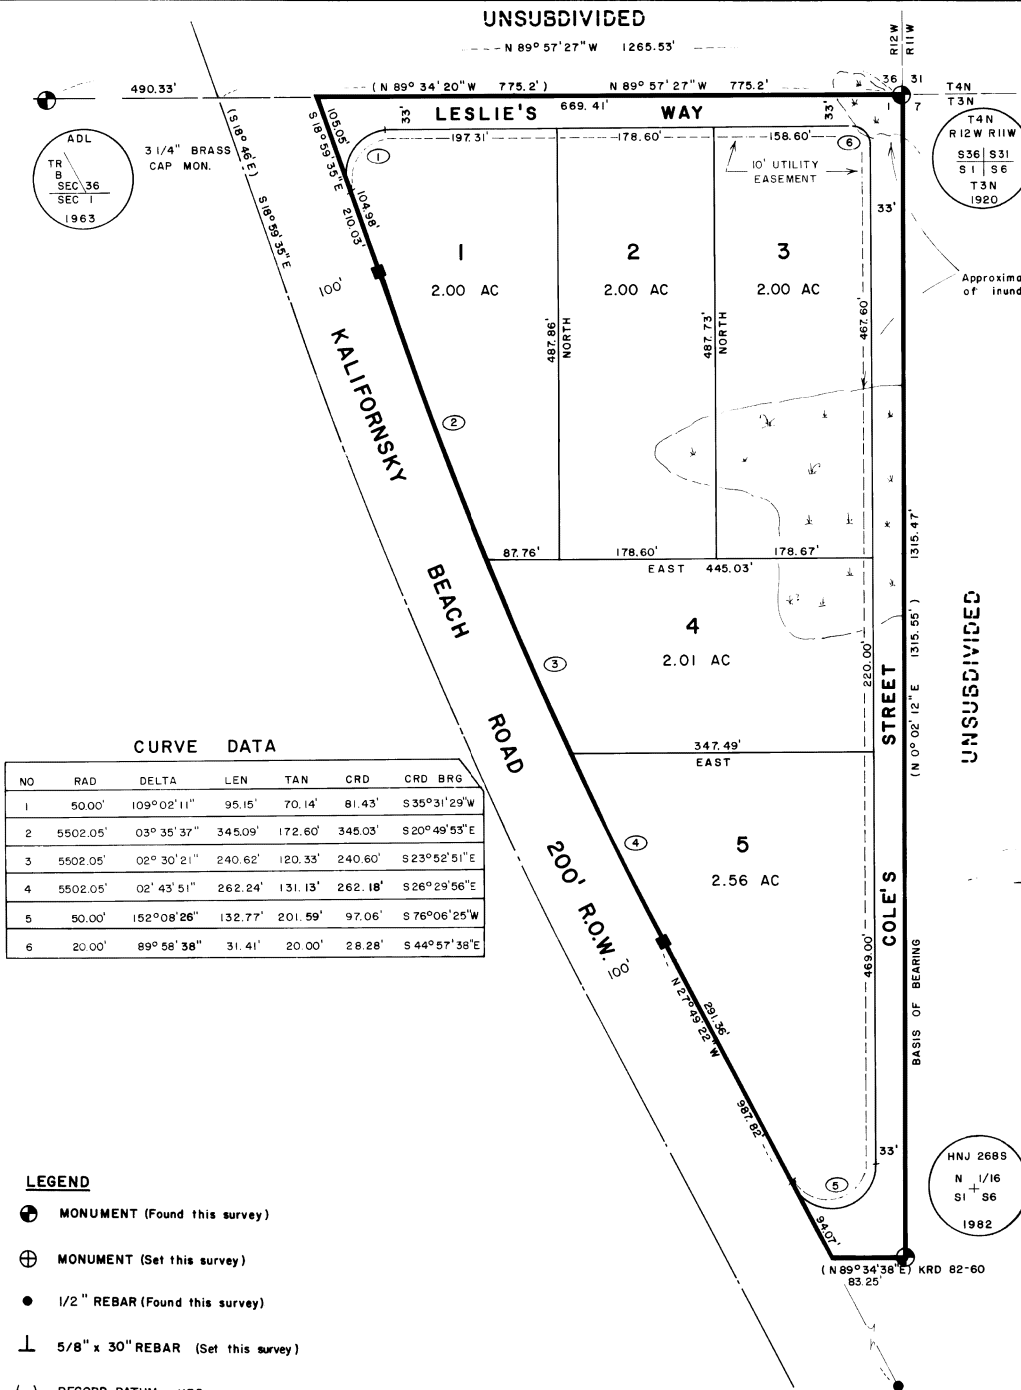 UNSUBDIVIDED
N 89° 57' 27" W 1265.53'
R12W
R11W
490.33'
(N 89° 34' 20" W 775.2') N 89° 57' 27" W 775.2'
36 31
1 7
T4N
T3N
LESLIE'S WAY
669.41'
33'
33'
197.31'
178.60'
158.60'
1
6
10' UTILITY
EASEMENT
ADL
TR
B
SEC 36
SEC 1
1963
3 1/4" BRASS
CAP MON.
T4N
R12W R11W
S36 S31
S1 S6
T3N
1920
(S 18° 46' E)
S 18° 59' 35" E
105.05'
S 18° 59' 35" E
104.98'
210.03'
33'
100'
1
2.00 AC
2
2.00 AC
3
2.00 AC
Approxima
of inund
487.86'
NORTH
487.73'
NORTH
467.60'
KALIFORNSKY
BEACH
ROAD
200' R.O.W.
100'
2
87.76'
178.60'
178.67'
EAST 445.03'
4
2.01 AC
3
220.00'
347.49'
EAST
5
2.56 AC
4
469.00'
COLE'S STREET
1315.47'
(N 0° 02' 12" E 1315.55')
BASIS OF BEARING
UNSUBDIVIDED
291.36'
N 27° 49' 22" W
987.82'
94.07'
5
33'
HNJ 268S
N 1/16
S1 S6
1982
(N 89° 34' 38" E) KRD 82-60
83.25'
CURVE DATA
NO RAD DELTA LEN TAN CRD CRD BRG
1 50.00' 109° 02' 11" 95.15' 70.14' 81.43' S 35° 31' 29" W
2 5502.05' 03° 35' 37" 345.09' 172.60' 345.03' S 20° 49' 53" E
3 5502.05' 02° 30' 21" 240.62' 120.33' 240.60' S 23° 52' 51" E
4 5502.05' 02' 43' 51" 262.24' 131.13' 262.18' S 26° 29' 56" E
5 50.00' 152° 08' 26" 132.77' 201.59' 97.06' S 76° 06' 25" W
6 20.00' 89° 58' 38" 31.41' 20.00' 28.28' S 44° 57' 38" E
LEGEND
MONUMENT (Found this survey)
MONUMENT (Set this survey)
1/2" REBAR (Found this survey)
5/8" x 30" REBAR (Set this survey)